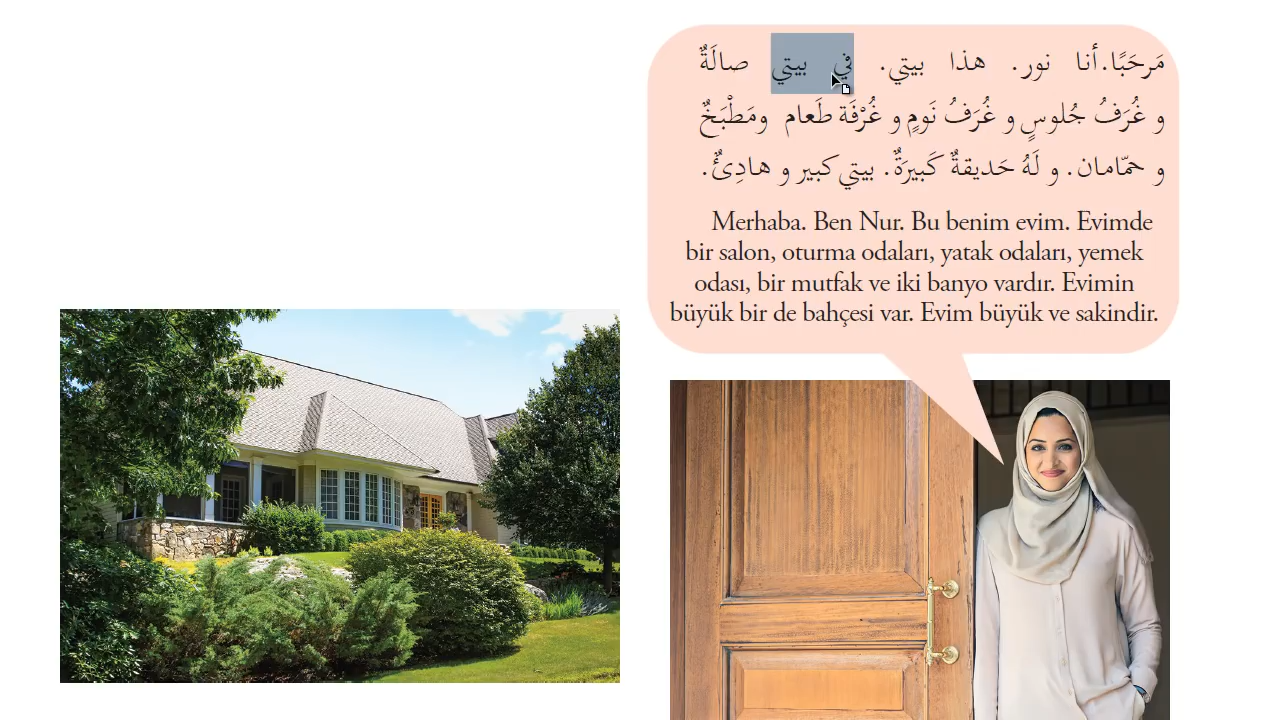 مَرحَبًا.أنا نور. هذا بيتي. في بيتي صالَةٌ
و غُرَفُ جُلوسٍ و غُرَفُ نَومٍ و غُرْفَة طَعام ومَطْبَخٌ
و حمّامان. و لَهُ حَديقةٌ كَبيرَةٌ. بيتي كبير و هادِئٌ.
Merhaba. Ben Nur. Bu benim evim. Evimde
bir salon, oturma odaları, yatak odaları, yemek
odası, bir mutfak ve iki banyo vardır. Evimin
büyük bir de bahçesi var. Evim büyük ve sakindir.